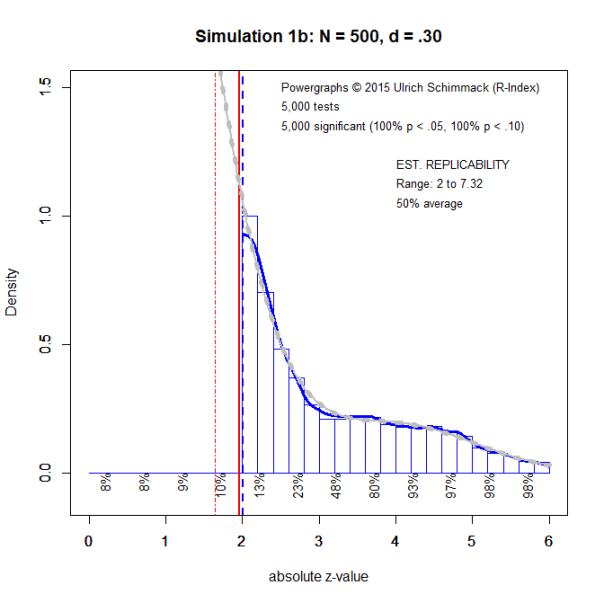 Simulation 1b: N = 500, d = .30
Powergraphs © 2015 Ulrich Schimmack (R-Index)
5,000 tests
5,000 significant (100% p < .05, 100% p < .10)
EST. REPLICABILITY
Range: 2 to 7.32
50% average
Density
1.5
1.0
0.5
0.0
8% 8% 9% 10% 13% 23% 48% 80% 93% 97% 98% 98%
0 1 2 3 4 5 6
absolute z-value